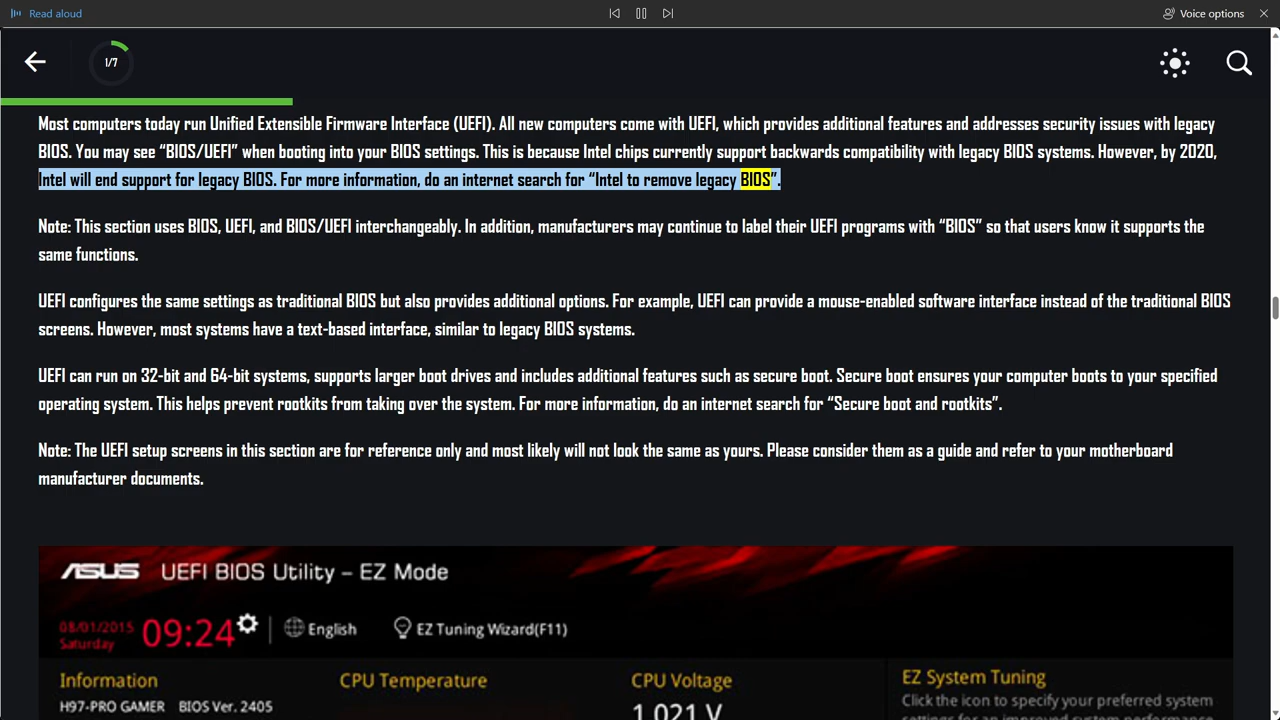 Read aloud
Voice options
1/7
Most computers today run Unified Extensible Firmware Interface (UEFI). All new computers come with UEFI, which provides additional features and addresses security issues with legacy
BIOS. You may see “BIOS/UEFI” when booting into your BIOS settings. This is because Intel chips currently support backwards compatibility with legacy BIOS systems. However, by 2020,
Intel will end support for legacy BIOS. For more information, do an internet search for “Intel to remove legacy BIOS”.
Note: This section uses BIOS, UEFI, and BIOS/UEFI interchangeably. In addition, manufacturers may continue to label their UEFI programs with “BIOS” so that users know it supports the
same functions.
UEFI configures the same settings as traditional BIOS but also provides additional options. For example, UEFI can provide a mouse-enabled software interface instead of the traditional BIOS
screens. However, most systems have a text-based interface, similar to legacy BIOS systems.
UEFI can run on 32-bit and 64-bit systems, supports larger boot drives and includes additional features such as secure boot. Secure boot ensures your computer boots to your specified
operating system. This helps prevent rootkits from taking over the system. For more information, do an internet search for “Secure boot and rootkits”.
Note: The UEFI setup screens in this section are for reference only and most likely will not look the same as yours. Please consider them as a guide and refer to your motherboard
manufacturer documents.
ASUS UEFI BIOS Utility – EZ Mode
08/01/2015
Saturday
09:24
English
EZ Tuning Wizard(F11)
Information
CPU Temperature
CPU Voltage
EZ System Tuning
H97-PRO GAMER BIOS Ver. 2405
1.021 V
Click the icon to specify your preferred system
settings for an improved system performance